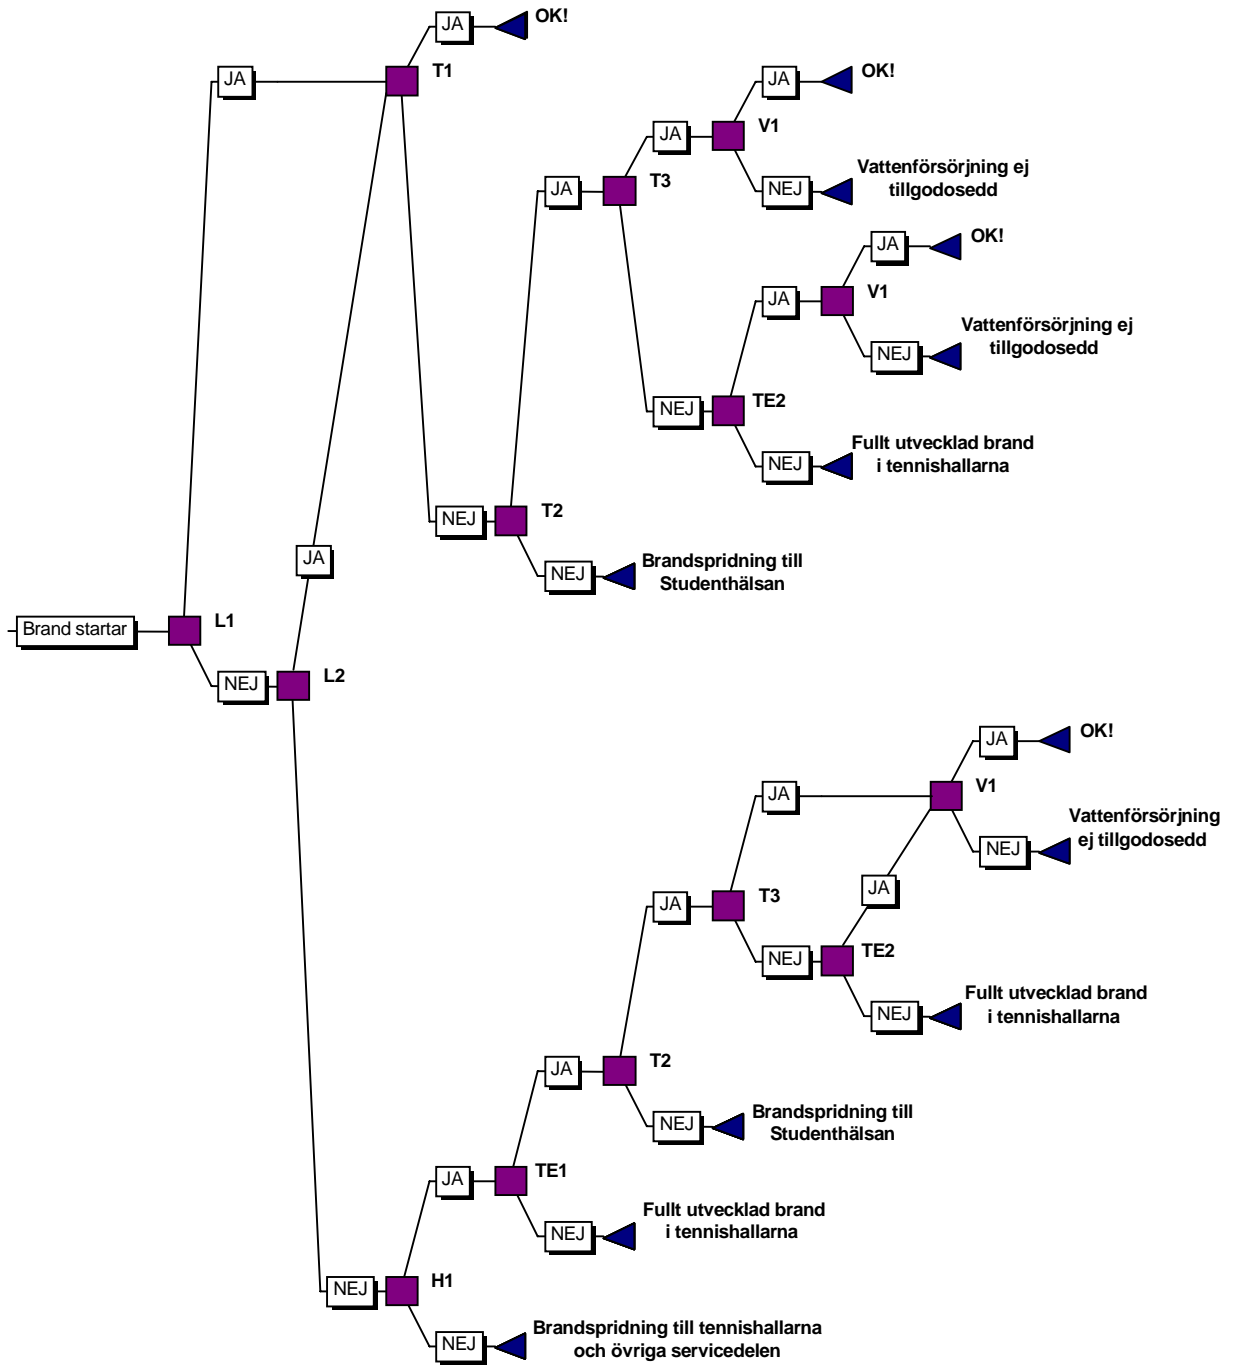 JA
OK!
T1
JA
JA
OK!
V1
JA
Vattenförsörjning ej
tillgodosedd
NEJ
T3
JA
JA
OK!
V1
JA
Vattenförsörjning ej
tillgodosedd
NEJ
TE2
NEJ
Fullt utvecklad brand
i tennishallarna
NEJ
T2
NEJ
Brandspridning till
Studenthälsan
NEJ
JA
Brand startar
L1
NEJ
L2
JA
OK!
V1
JA
Vattenförsörjning
ej tillgodosedd
NEJ
JA
T3
JA
TE2
NEJ
Fullt utvecklad brand
i tennishallarna
NEJ
T2
JA
Brandspridning till
Studenthälsan
NEJ
TE1
JA
Fullt utvecklad brand
i tennishallarna
NEJ
H1
NEJ
Brandspridning till tennishallarna
och övriga servicedelen
NEJ